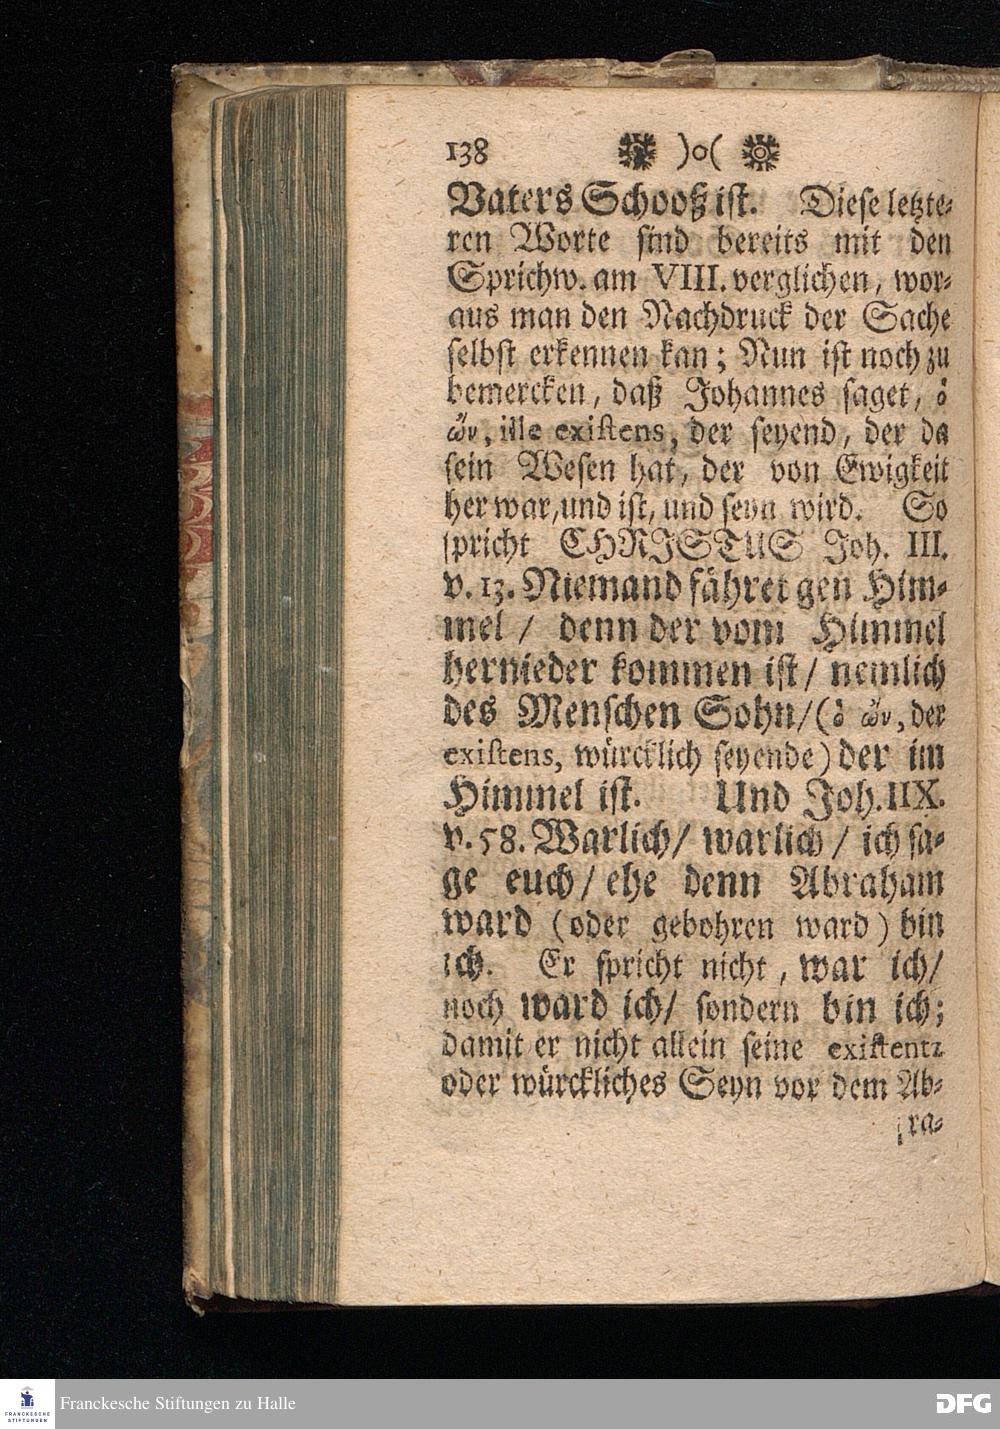 138 )o(
Vaters Schooß ist. Diese letzte-
ren Worte sind bereits mit den
Sprichw. am VIII. verglichen, wor-
aus man den Nachdruck der Sache
selbst erkennen kan; Nun ist noch zu
bemercken, daß Johannes saget, ὁ
ὤν, ille existens, der seyend, der da
sein Wesen hat, der von Ewigkeit
her war, und ist, und seyn wird. So
spricht CHRISTUS Joh. III.
v. 13. Niemand fähret gen Him-
mel / denn der vom Himmel
hernieder kommen ist / nemlich
des Menschen Sohn / (ὁ ὤν, der
existens, würcklich seyende) der im
Himmel ist. Und Joh. IIX.
v. 58. Warlich / warlich / ich sa-
ge euch / ehe denn Abraham
ward (oder gebohren ward) bin
ich. Er spricht nicht, war ich /
noch ward ich / sondern bin ich;
damit er nicht allein seine existentz
oder würckliches Seyn vor dem Ab-
ra-
Franckesche Stiftungen zu Halle
FRANCKESCHE
STIFTUNGEN
DFG